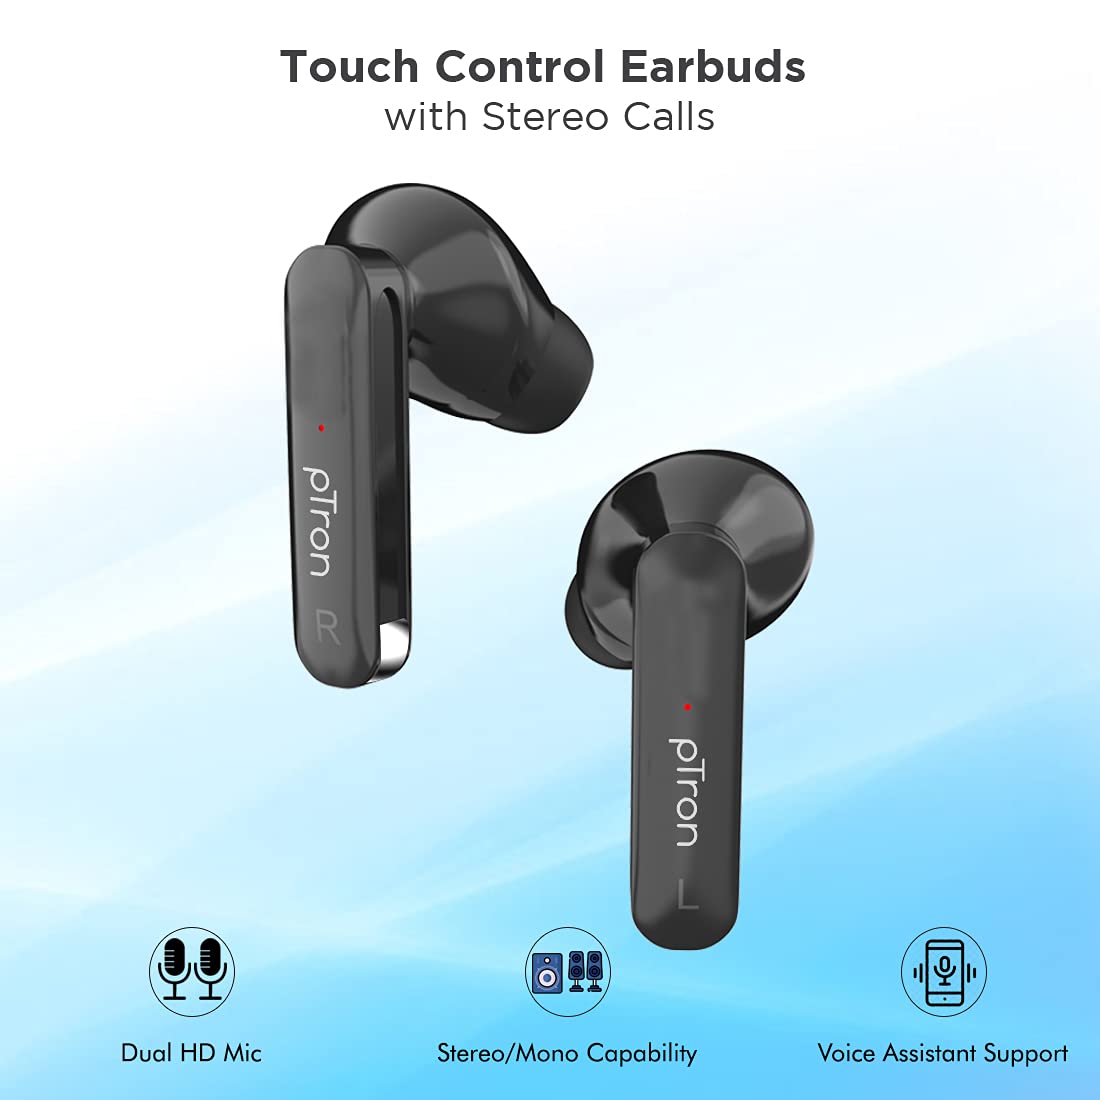 Touch Control Earbuds
with Stereo Calls
pTron
R
pTron
L
Dual HD Mic
Stereo/Mono Capability
Voice Assistant Support